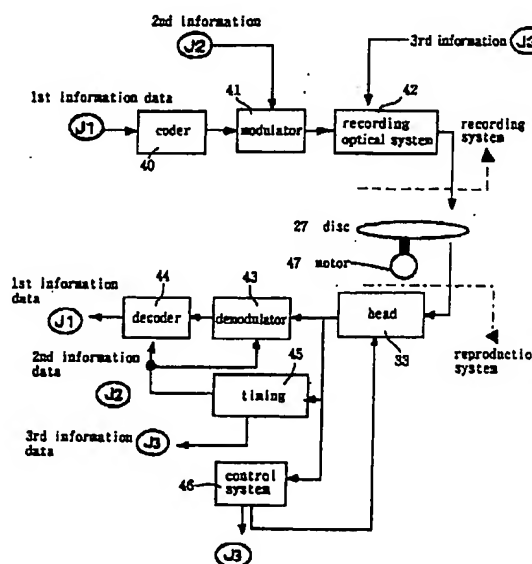 2nd information
J2
3rd information J3
1st information data
41
42
J1
coder
modulator
recording optical system
40
recording system
27 disc
47 motor
1st information data
44
43
J1
decoder
demodulator
head
33
reproduction system
2nd information data
45
J2
timing
3rd information data
J3
46
control system
J3